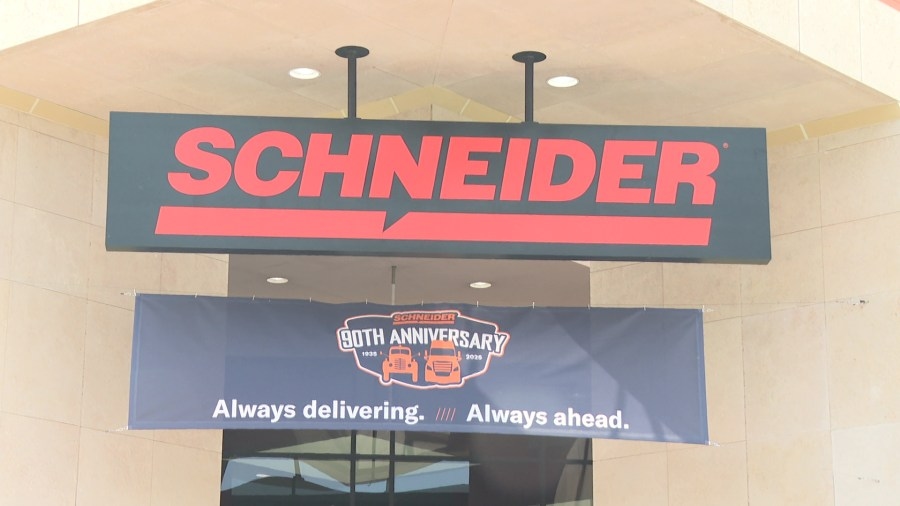 SCHNEIDER®
SCHNEIDER
90TH ANNIVERSARY
1935 2025
Always delivering. //// Always ahead.